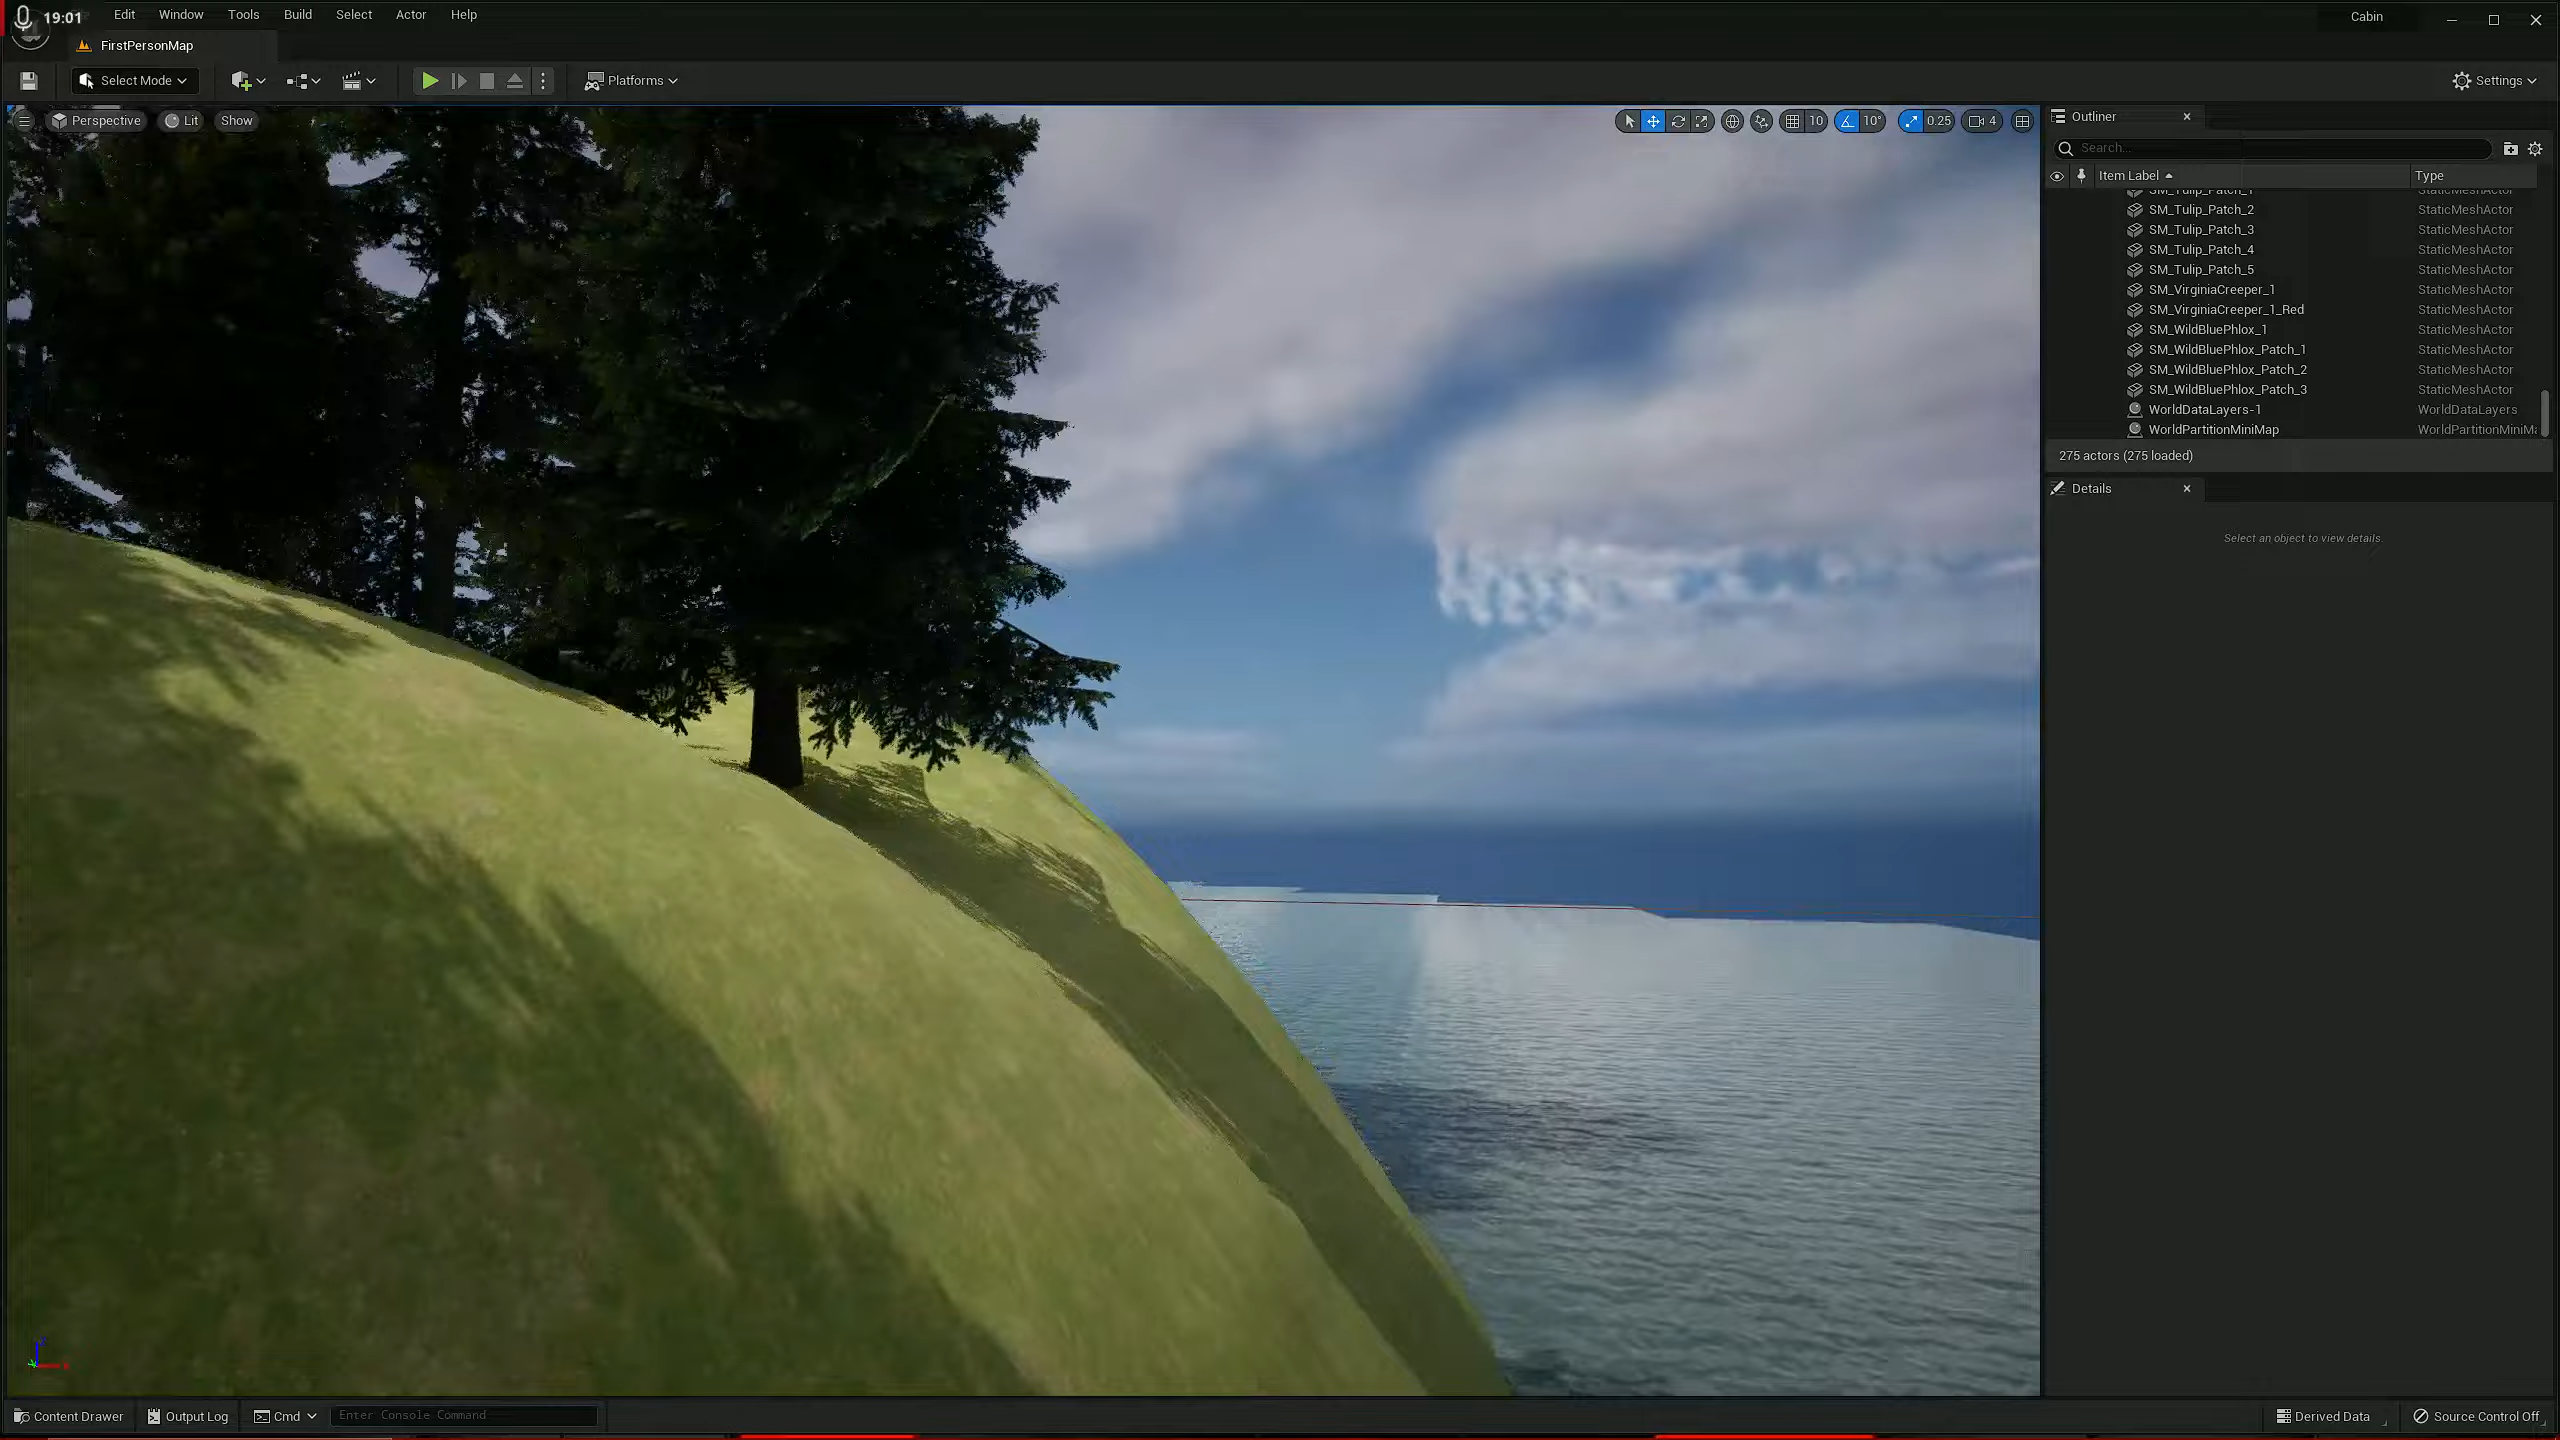 19:01
Edit Window Tools Build Select Actor Help
Cabin
FirstPersonMap
Select Mode
Platforms
Settings
Perspective Lit Show
10 10° 0.25 4
Outliner
Search...
Item Label Type
SM_Tulip_Patch_1 StaticMeshActor
SM_Tulip_Patch_2 StaticMeshActor
SM_Tulip_Patch_3 StaticMeshActor
SM_Tulip_Patch_4 StaticMeshActor
SM_Tulip_Patch_5 StaticMeshActor
SM_VirginiaCreeper_1 StaticMeshActor
SM_VirginiaCreeper_1_Red StaticMeshActor
SM_WildBluePhlox_1 StaticMeshActor
SM_WildBluePhlox_Patch_1 StaticMeshActor
SM_WildBluePhlox_Patch_2 StaticMeshActor
SM_WildBluePhlox_Patch_3 StaticMeshActor
WorldDataLayers-1 WorldDataLayers
WorldPartitionMiniMap WorldPartitionMiniMa
275 actors (275 loaded)
Details
Select an object to view details.
Content Drawer Output Log Cmd Enter Console Command
Derived Data Source Control Off